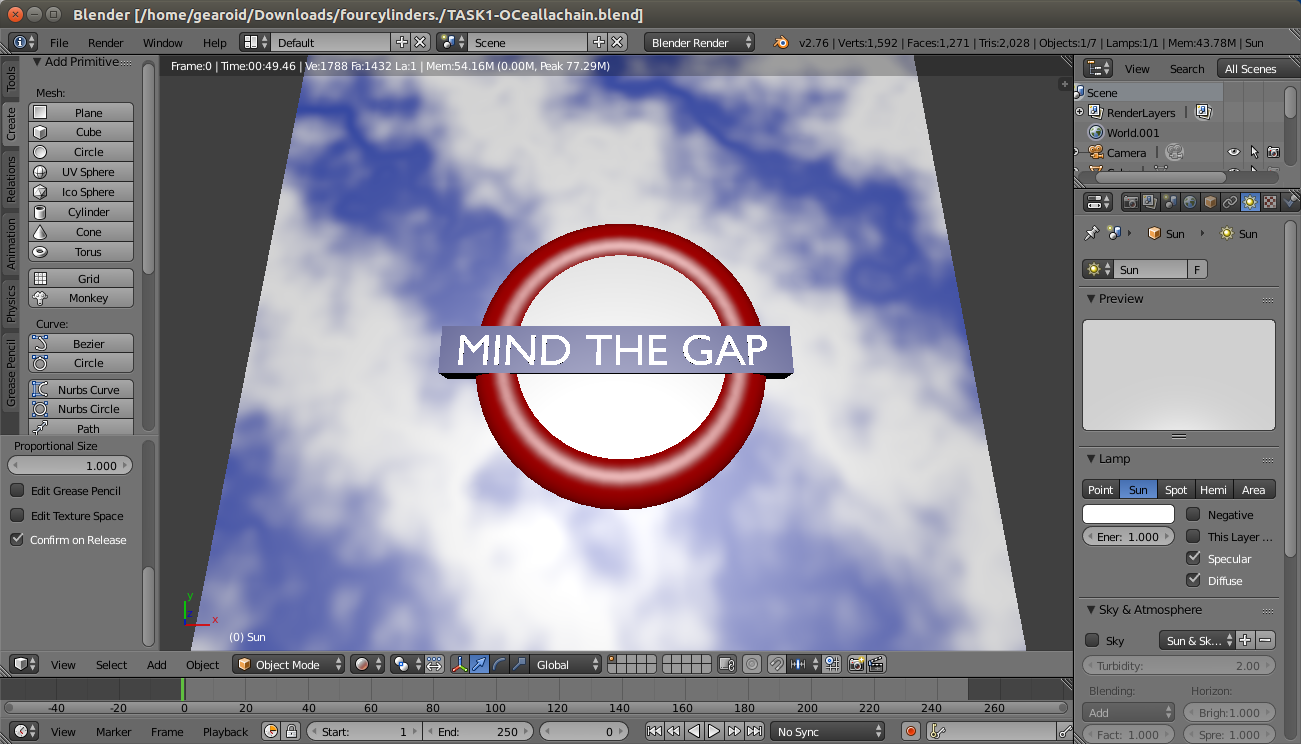 Blender [/home/gearoid/Downloads/fourcylinders./TASK1-OCeallachain.blend]
File Render Window Help Default Scene Blender Render v2.76 | Verts:1,592 | Faces:1,271 | Tris:2,028 | Objects:1/7 | Lamps:1/1 | Mem:43.78M | Sun
Frame:0 | Time:00:49.46 | Ve:1788 Fa:1432 La:1 | Mem:54.16M (0.00M, Peak 77.29M)
Tools
Create
Relations
Animation
Physics
Grease Pencil
Add Primitive
Mesh:
Plane
Cube
Circle
UV Sphere
Ico Sphere
Cylinder
Cone
Torus
Grid
Monkey
Curve:
Bezier
Circle
Nurbs Curve
Nurbs Circle
Path
Proportional Size
1.000
Edit Grease Pencil
Edit Texture Space
Confirm on Release
MIND THE GAP
y
x
(0) Sun
View Search All Scenes
Scene
RenderLayers
World.001
Camera
Sun Sun
Sun F
Preview
Lamp
Point Sun Spot Hemi Area
Negative
Ener: 1.000 This Layer ...
Specular
Diffuse
Sky & Atmosphere
Sky Sun & Sk...
Turbidity: 2.00
Blending: Horizon:
Add Brigh:1.000
Fact: 1.000 Spre: 1.000
View Select Add Object Object Mode Global
-40 -20 0 20 40 60 80 100 120 140 160 180 200 220 240 260
View Marker Frame Playback Start: 1 End: 250 0 No Sync